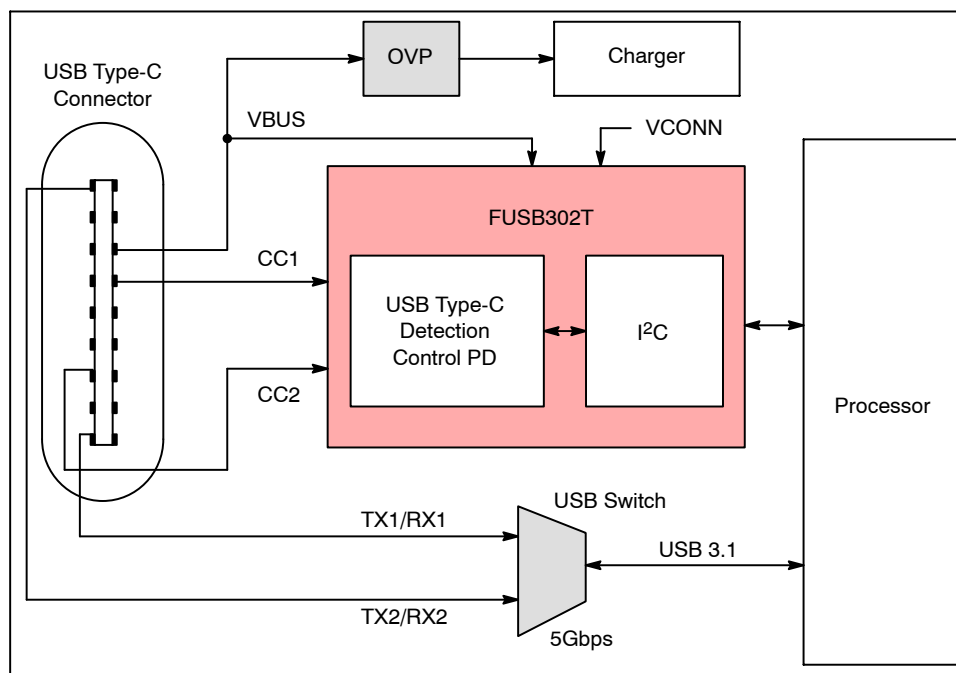 OVP
Charger
USB Type-C
Connector
VBUS
VCONN
FUSB302T
CC1
USB Type-C
Detection
Control PD
I²C
CC2
Processor
USB Switch
TX1/RX1
USB 3.1
TX2/RX2
5Gbps